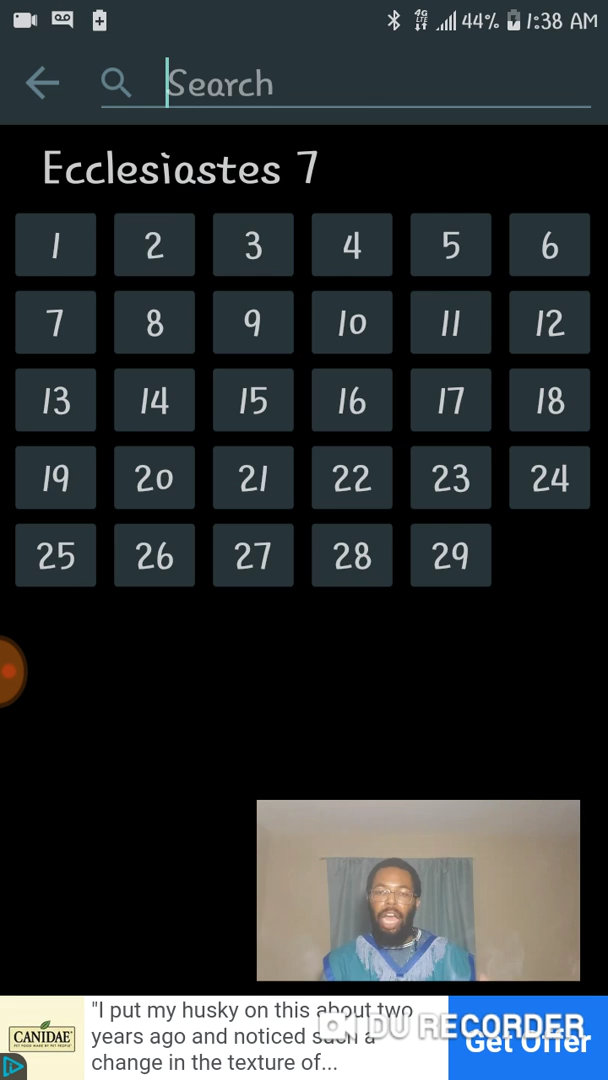 4G LTE 44% 1:38 AM
Search
Ecclesiastes 7
1 2 3 4 5 6
7 8 9 10 11 12
13 14 15 16 17 18
19 20 21 22 23 24
25 26 27 28 29
CANIDAE
"I put my husky on this about two
years ago and noticed such a
change in the texture of...
DU RECORDER
Get Offer